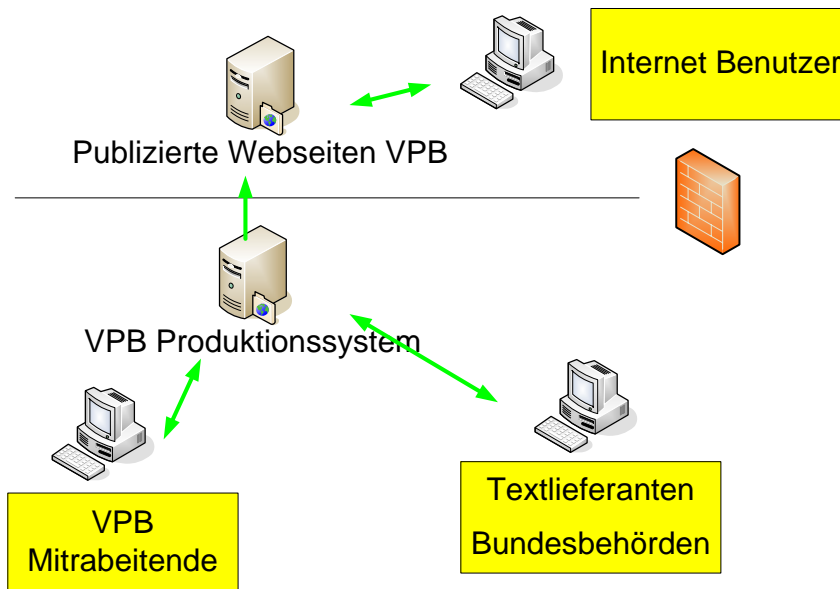 Internet Benutzer
Publizierte Webseiten VPB
VPB Produktionssystem
VPB
Mitrabeitende
Textlieferanten
Bundesbehörden